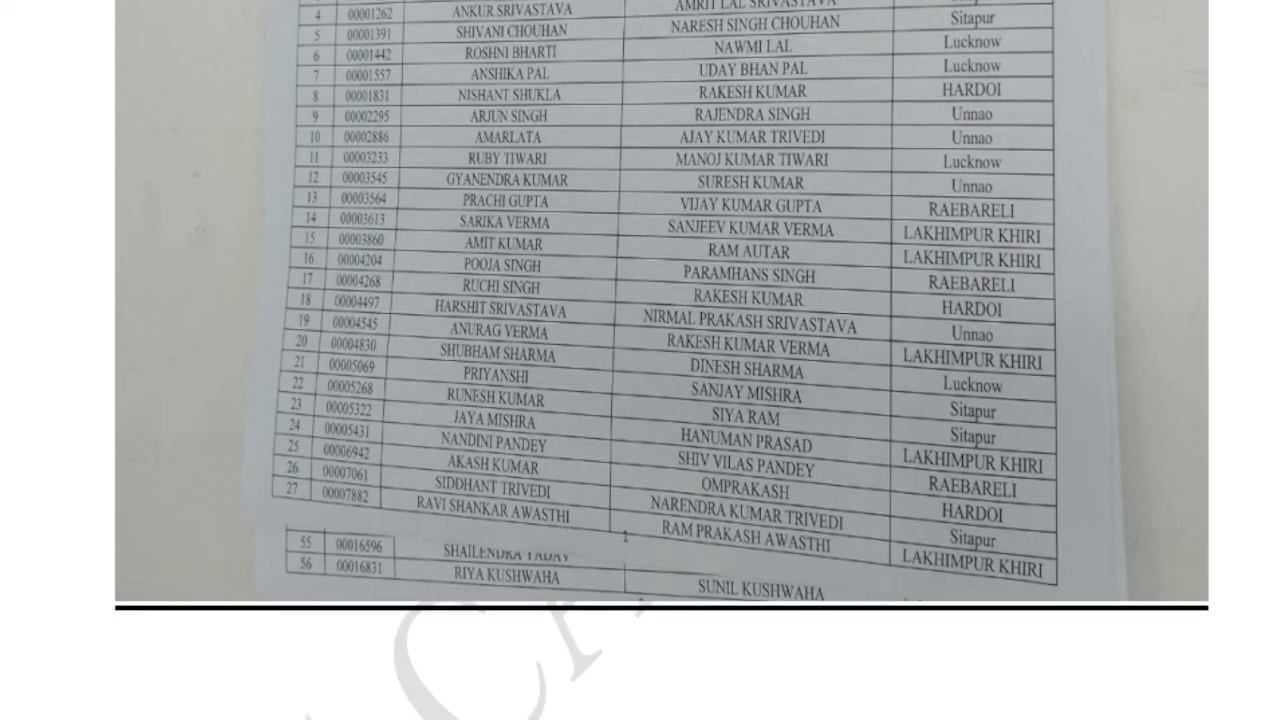 4 00001262 ANKUR SRIVASTAVA AMRIT LAL SRIVASTAVA Sitapur
5 00001391 SHIVANI CHOUHAN NARESH SINGH CHOUHAN Sitapur
6 00001442 ROSHNI BHARTI NAWMI LAL Lucknow
7 00001557 ANSHIKA PAL UDAY BHAN PAL Lucknow
8 00001831 NISHANT SHUKLA RAKESH KUMAR HARDOI
9 00002295 ARJUN SINGH RAJENDRA SINGH Unnao
10 00002886 AMARLATA AJAY KUMAR TRIVEDI Unnao
11 00003233 RUBY TIWARI MANOJ KUMAR TIWARI Lucknow
12 00003545 GYANENDRA KUMAR SURESH KUMAR Unnao
13 00003564 PRACHI GUPTA VIJAY KUMAR GUPTA RAEBARELI
14 00003613 SARIKA VERMA SANJEEV KUMAR VERMA LAKHIMPUR KHIRI
15 00003860 AMIT KUMAR RAM AUTAR LAKHIMPUR KHIRI
16 00004204 POOJA SINGH PARAMHANS SINGH RAEBARELI
17 00004268 RUCHI SINGH RAKESH KUMAR HARDOI
18 00004497 HARSHIT SRIVASTAVA NIRMAL PRAKASH SRIVASTAVA Unnao
19 00004545 ANURAG VERMA RAKESH KUMAR VERMA LAKHIMPUR KHIRI
20 00004830 SHUBHAM SHARMA DINESH SHARMA Lucknow
21 00005069 PRIYANSHI SANJAY MISHRA Sitapur
22 00005268 RUNESH KUMAR SIYA RAM Sitapur
23 00005322 JAYA MISHRA HANUMAN PRASAD LAKHIMPUR KHIRI
24 00005431 NANDINI PANDEY SHIV VILAS PANDEY RAEBARELI
25 00006942 AKASH KUMAR OMPRAKASH HARDOI
26 00007061 SIDDHANT TRIVEDI NARENDRA KUMAR TRIVEDI Sitapur
27 00007882 RAVI SHANKAR AWASTHI RAM PRAKASH AWASTHI LAKHIMPUR KHIRI
1
55 00016596 SHAILENDRA YADAV
56 00016831 RIYA KUSHWAHA SUNIL KUSHWAHA